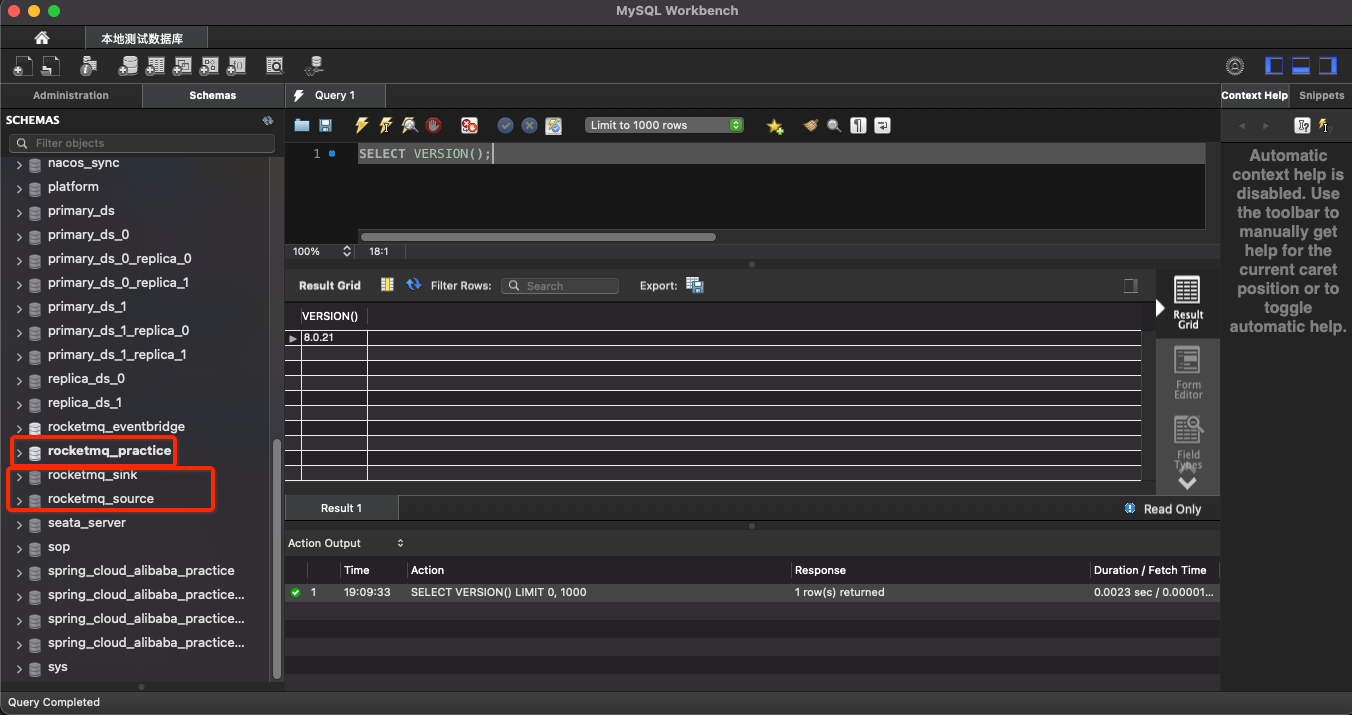 MySQL Workbench
本地测试数据库
Administration
Schemas
Query 1
Context Help
Snippets
SCHEMAS
Filter objects
nacos_sync
platform
primary_ds
primary_ds_0
primary_ds_0_replica_0
primary_ds_0_replica_1
primary_ds_1
primary_ds_1_replica_0
primary_ds_1_replica_1
replica_ds_0
replica_ds_1
rocketmq_eventbridge
rocketmq_practice
rocketmq_sink
rocketmq_source
seata_server
sop
spring_cloud_alibaba_practice
spring_cloud_alibaba_practice...
spring_cloud_alibaba_practice...
spring_cloud_alibaba_practice...
sys
Limit to 1000 rows
1
SELECT VERSION();
100%
18:1
Result Grid
Filter Rows:
Search
Export:
VERSION()
8.0.21
Result
Grid
Form
Editor
Field
Types
Result 1
Read Only
Action Output
Time
Action
Response
Duration / Fetch Time
1
19:09:33
SELECT VERSION() LIMIT 0, 1000
1 row(s) returned
0.0023 sec / 0.00001...
Automatic
context help is
disabled. Use
the toolbar to
manually get
help for the
current caret
position or to
toggle
automatic help.
Query Completed